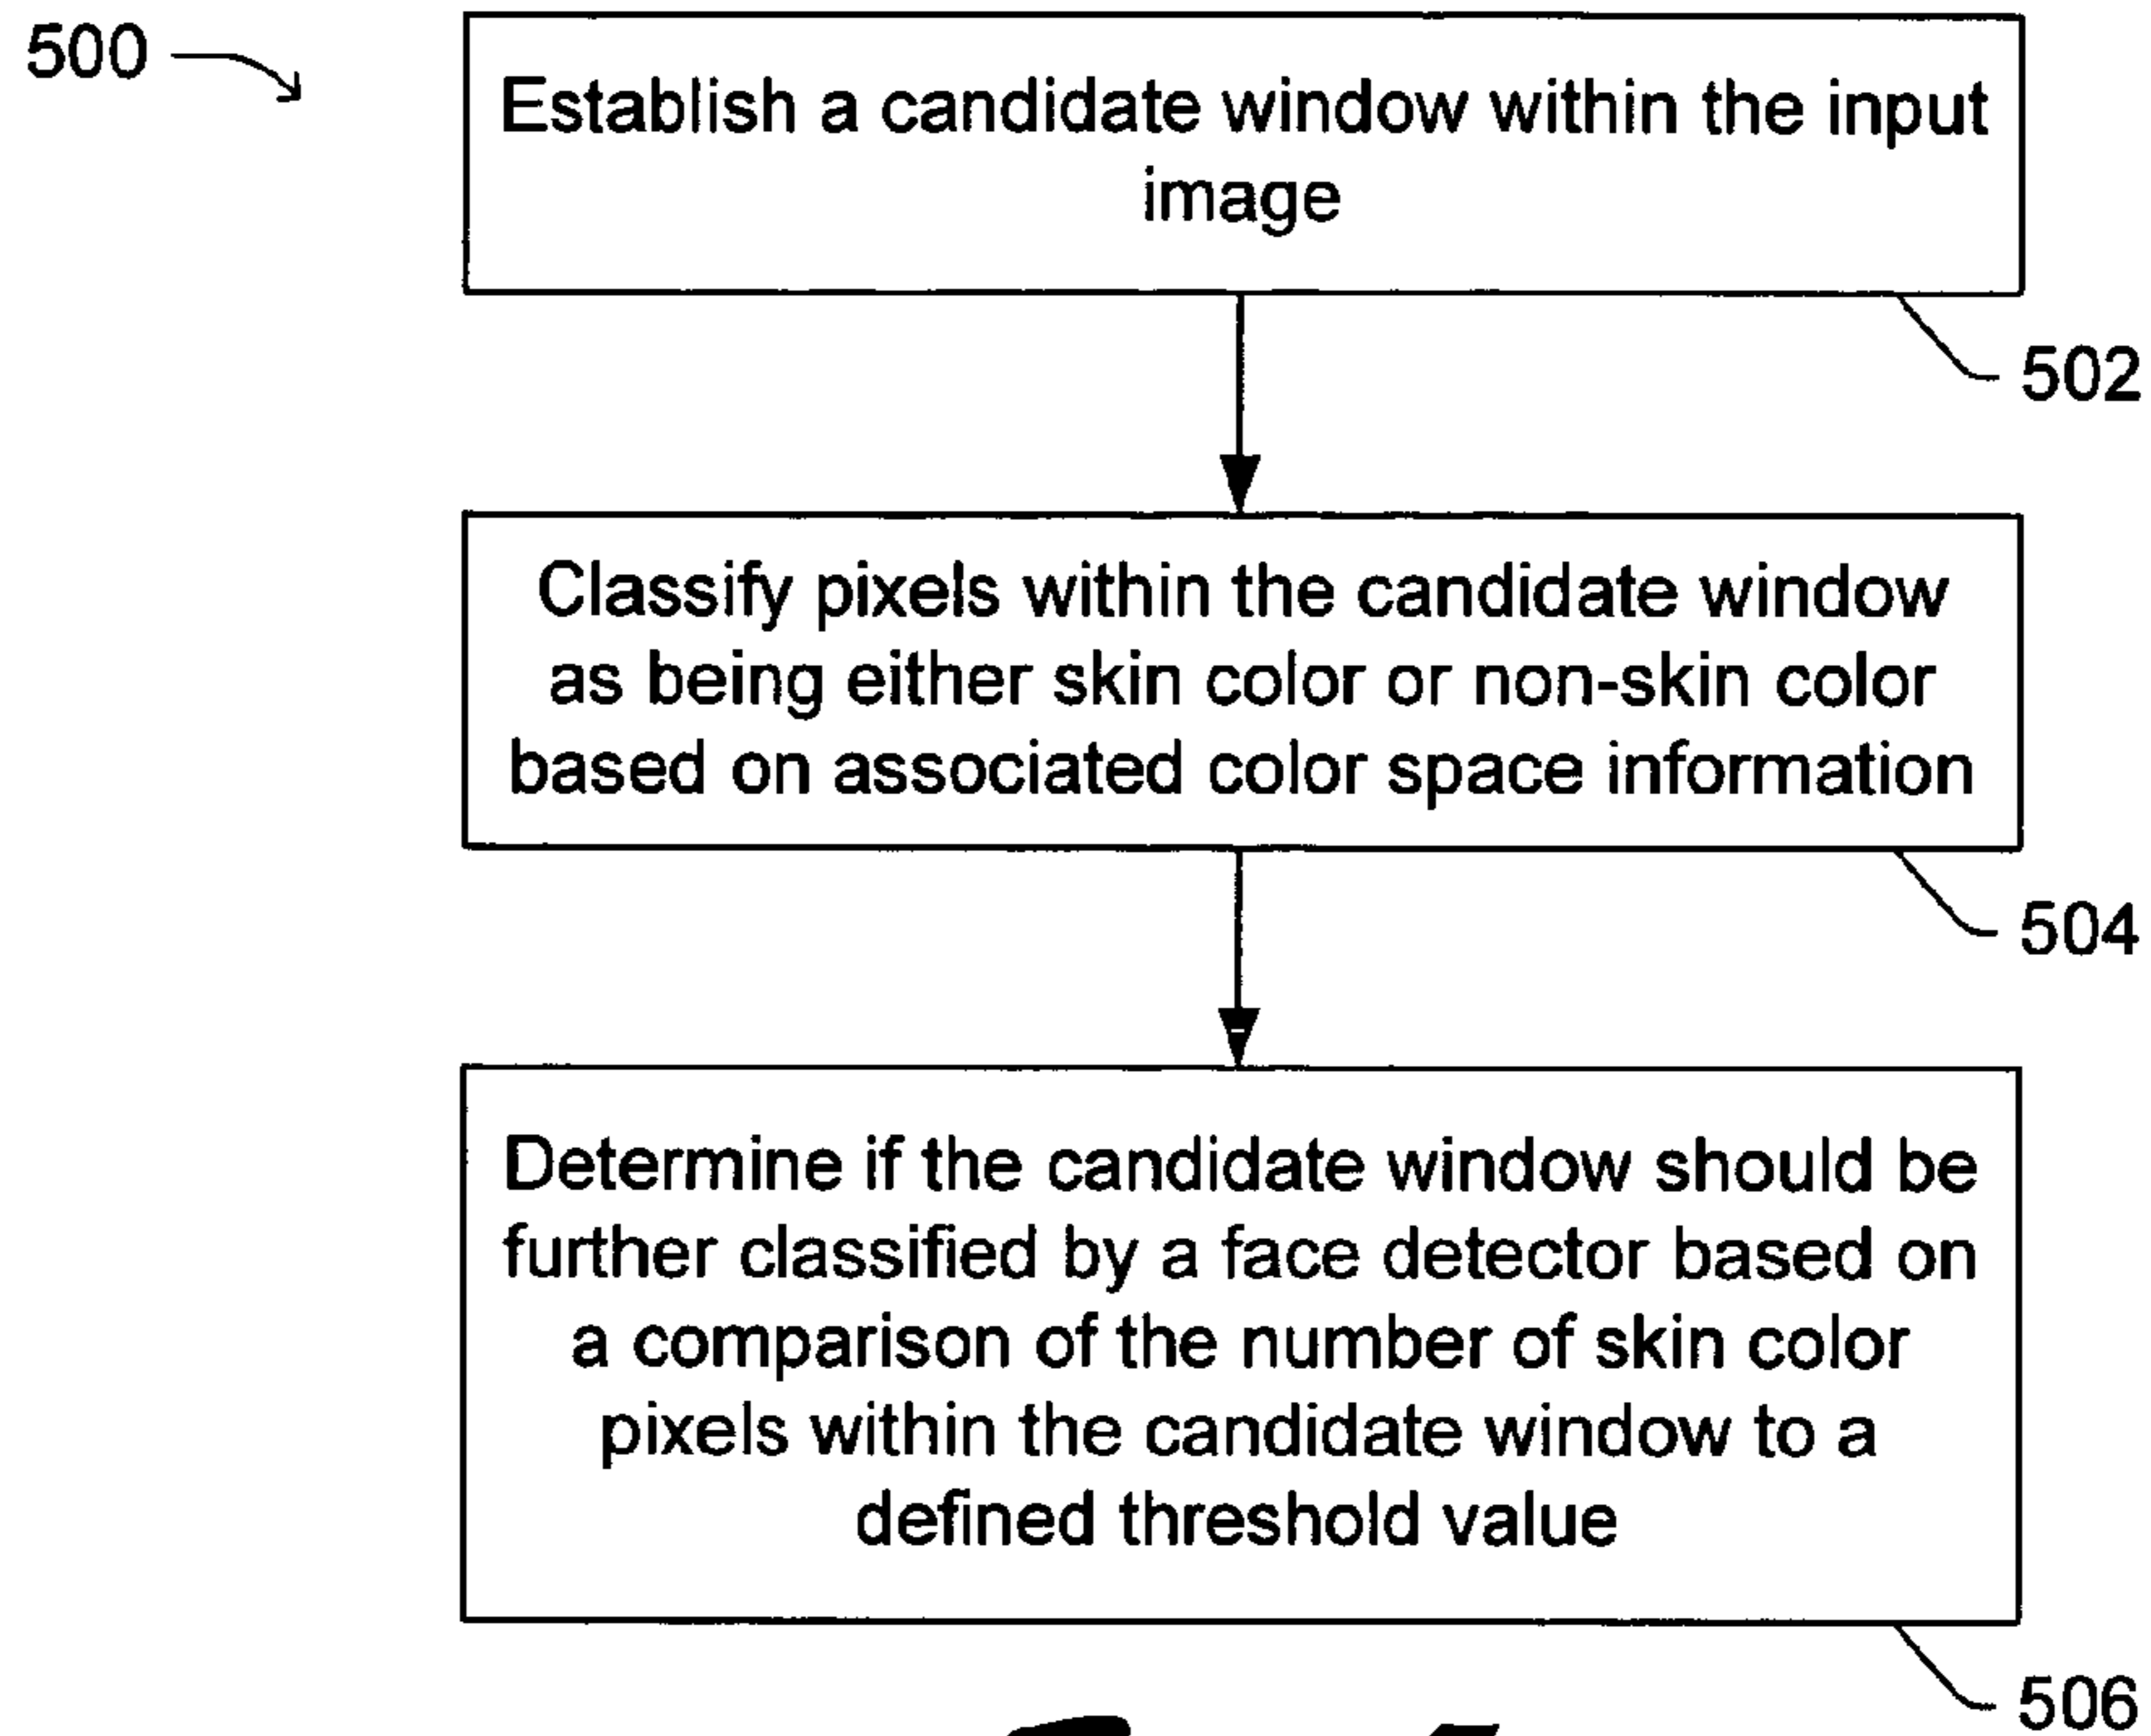 500
Establish a candidate window within the input
image
502
Classify pixels within the candidate window
as being either skin color or non-skin color
based on associated color space information
504
Determine if the candidate window should be
further classified by a face detector based on
a comparison of the number of skin color
pixels within the candidate window to a
defined threshold value
506